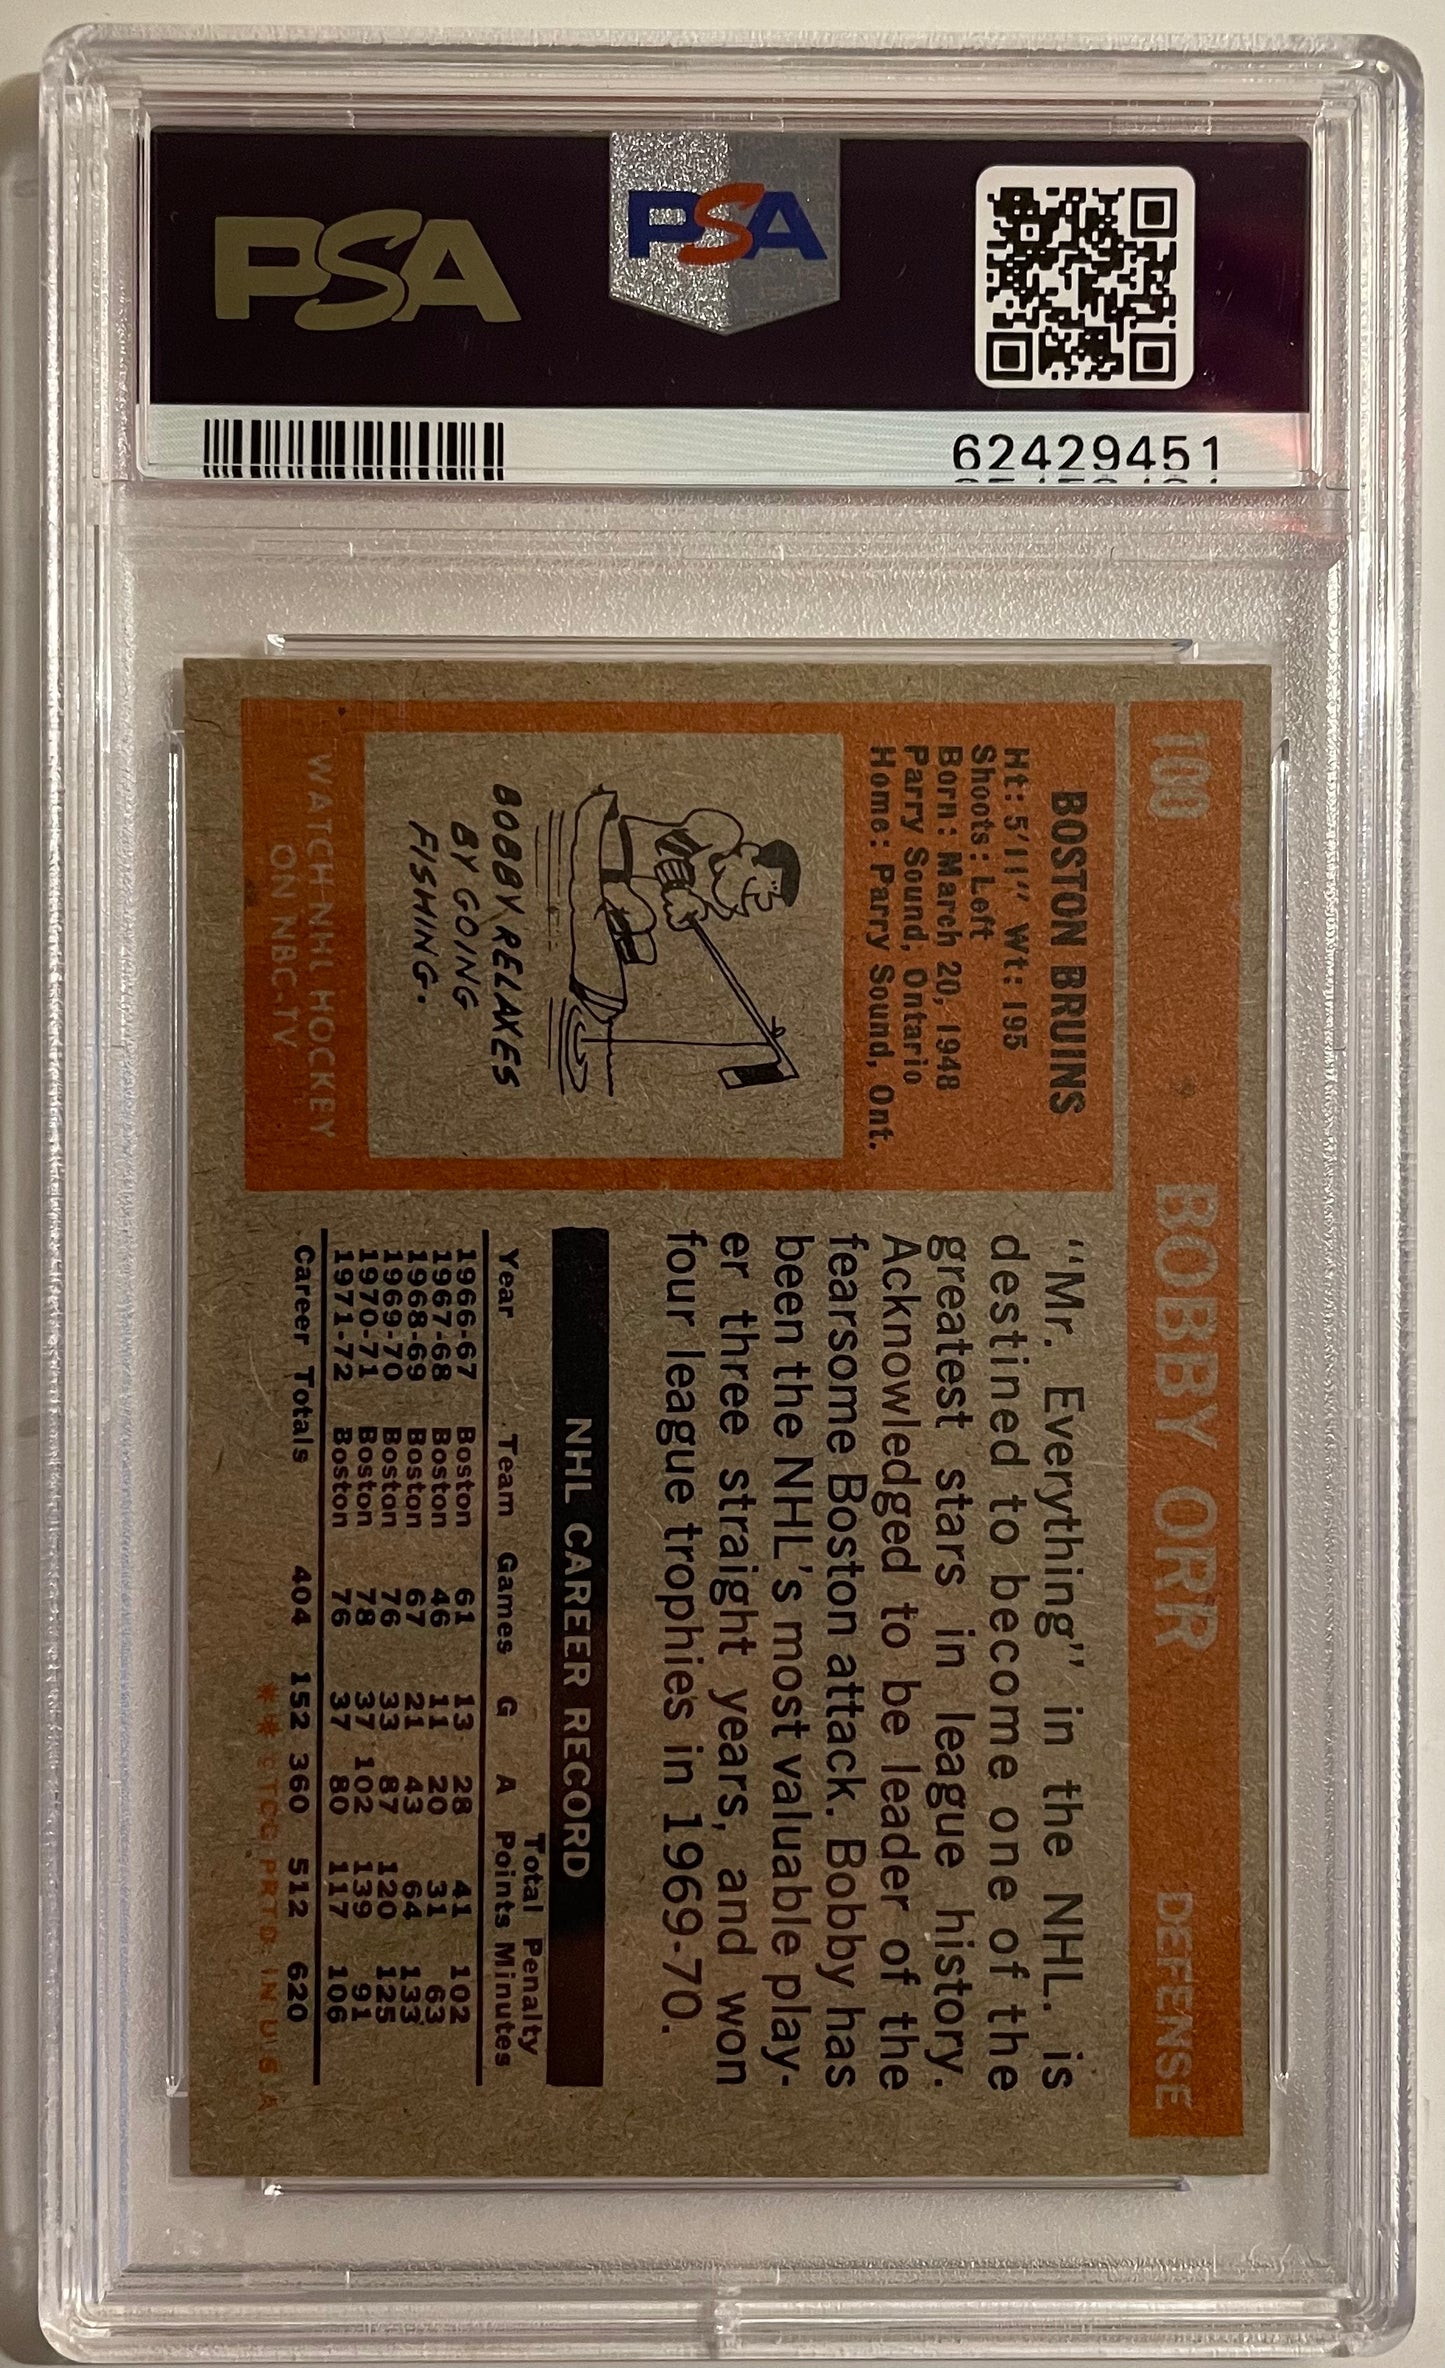 PSA
PSA
62429451
100 BOBBY ORR DEFENSE
BOSTON BRUINS
Ht: 5'11" Wt: 195
Shoots: Left
Born: March 20, 1948
Parry Sound, Ontario
Home: Parry Sound, Ont.
BOBBY RELAXES
BY GOING
FISHING.
WATCH NHL HOCKEY
ON NBC-TV
"Mr. Everything" in the NHL. is
destined to become one of the
greatest stars in league history.
Acknowledged to be leader of the
fearsome Boston attack. Bobby has
been the NHL's most valuable play-
er three straight years, and won
four league trophies in 1969-70.
NHL CAREER RECORD
Total Penalty
Year Team Games G A Points Minutes
1966-67 Boston 61 13 28 41 102
1967-68 Boston 46 11 20 31 63
1968-69 Boston 67 21 43 64 133
1969-70 Boston 76 33 87 120 125
1970-71 Boston 78 37 102 139 91
1971-72 Boston 76 37 80 117 106
Career Totals 404 152 360 512 620
**©T.C.G. PRTD. IN U.S.A.